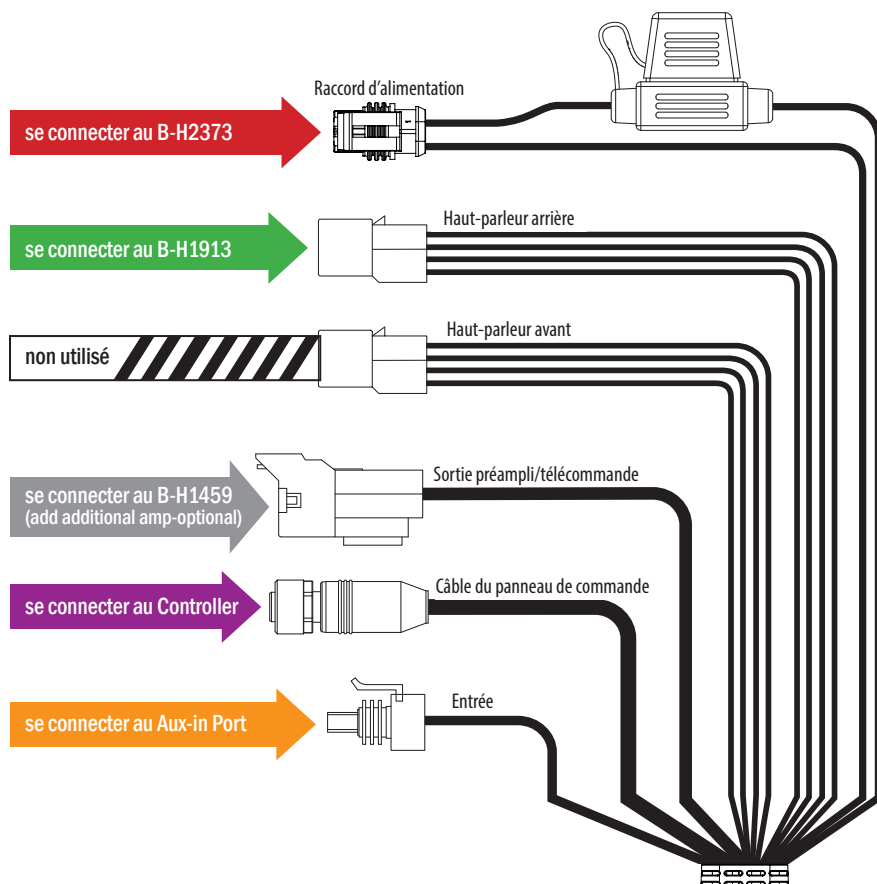 Raccord d'alimentation
se connecter au B-H2373
Haut-parleur arrière
se connecter au B-H1913
Haut-parleur avant
non utilisé
Sortie préampli/télécommande
se connecter au B-H1459
(add additional amp-optional)
Câble du panneau de commande
se connecter au Controller
Entrée
se connecter au Aux-in Port